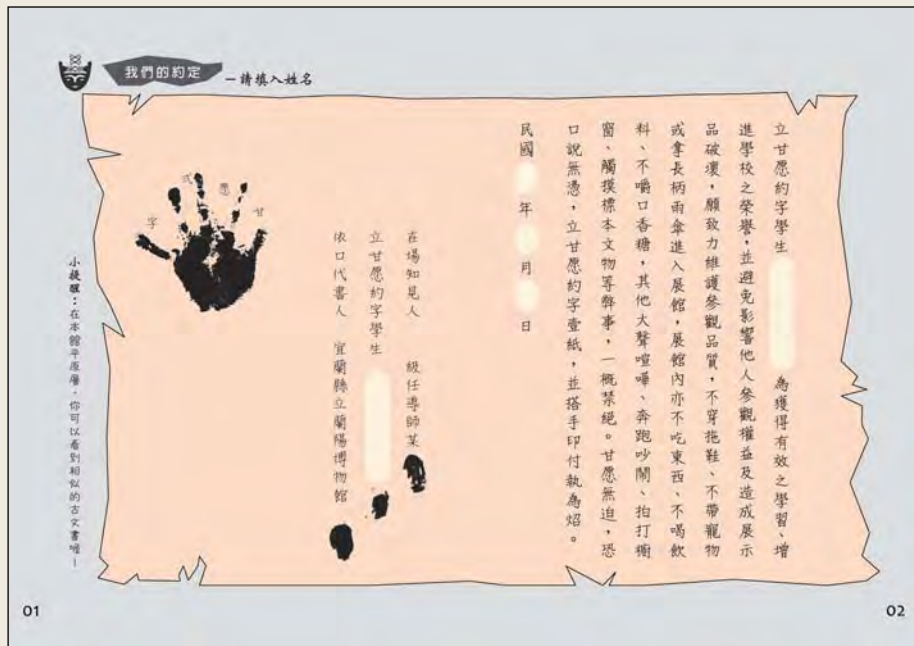 我們的約定
—請填入姓名
立甘愿約字學生 為獲得有效之學習、增
進學校之榮譽,並避免影響他人參觀權益及造成展示
品破壞,願致力維護參觀品質,不穿拖鞋、不帶寵物
或拿長柄雨傘進入展館,展館內亦不吃東西、不喝飲
料、不嚼口香糖,其他大聲喧嘩、奔跑吵鬧、拍打櫥
窗、觸摸標本文物等弊事,一概禁絕。甘愿無迫,恐
口說無憑,立甘愿約字壹紙,並搭手印付執為炤。
民國 年 月 日
在場知見人 級任導師某
立甘愿約字學生
依口代書人 宜蘭縣立蘭陽博物館
甘
愿
式
字
小提醒:在本館平原層,你可以看到相似的古文書喔!
01
02